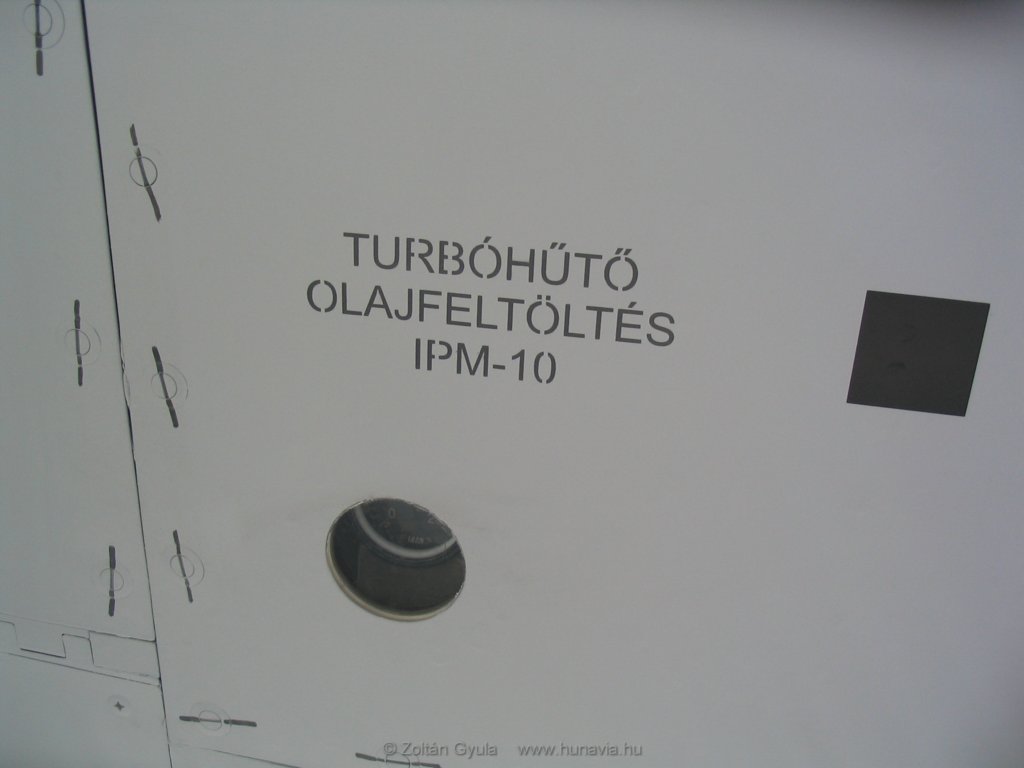 TURBÓHŰTŐ
OLAJFELTÖLTÉS
IPM-10
© Zoltán Gyula www.hunavia.hu